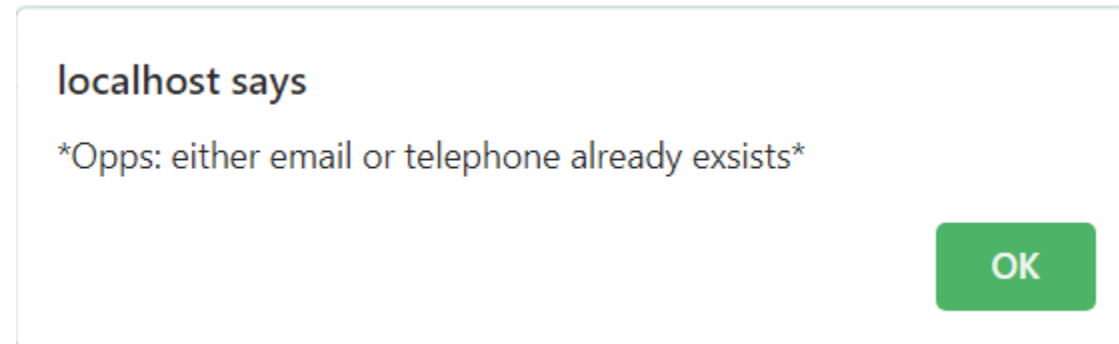 localhost says
*Opps: either email or telephone already exsists*
OK